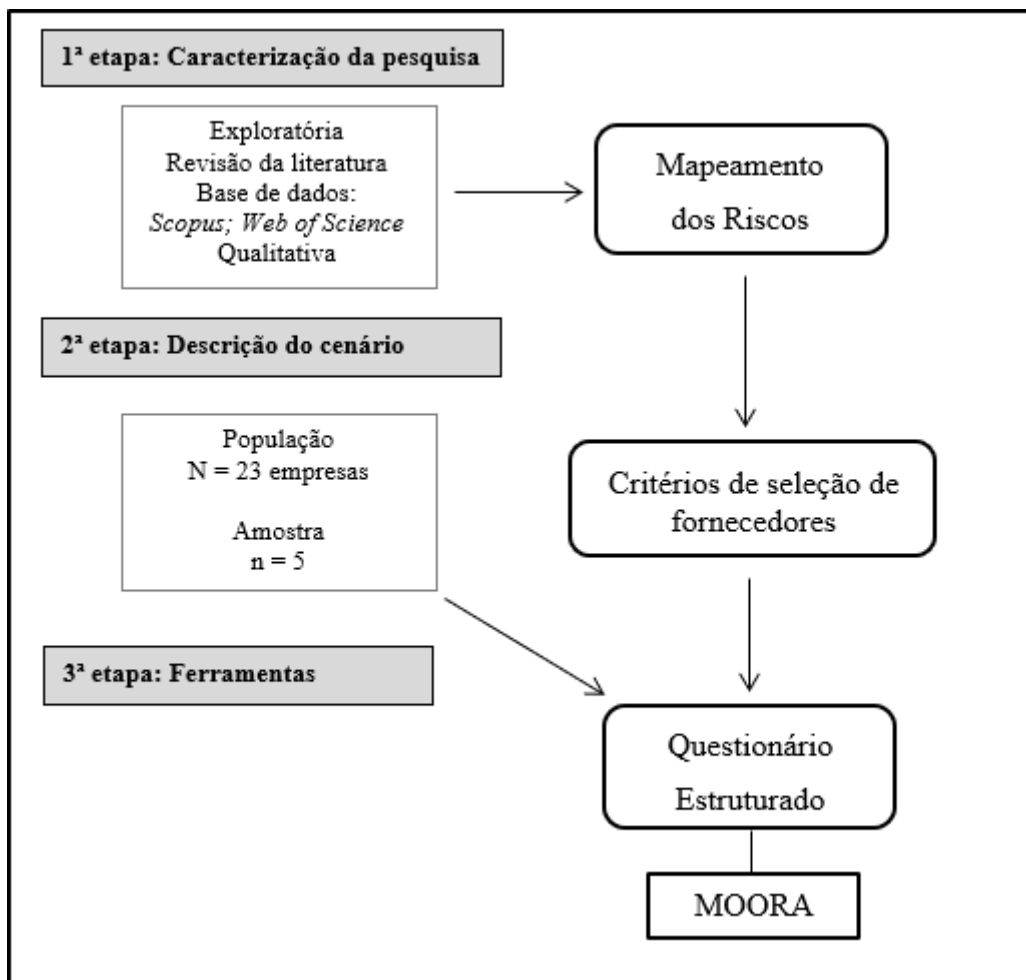 1ª etapa: Caracterização da pesquisa
Exploratória
Revisão da literatura
Base de dados:
Scopus; Web of Science
Qualitativa
Mapeamento
dos Riscos
2ª etapa: Descrição do cenário
População
N = 23 empresas
Amostra
n = 5
Critérios de seleção de
fornecedores
3ª etapa: Ferramentas
Questionário
Estruturado
MOORA